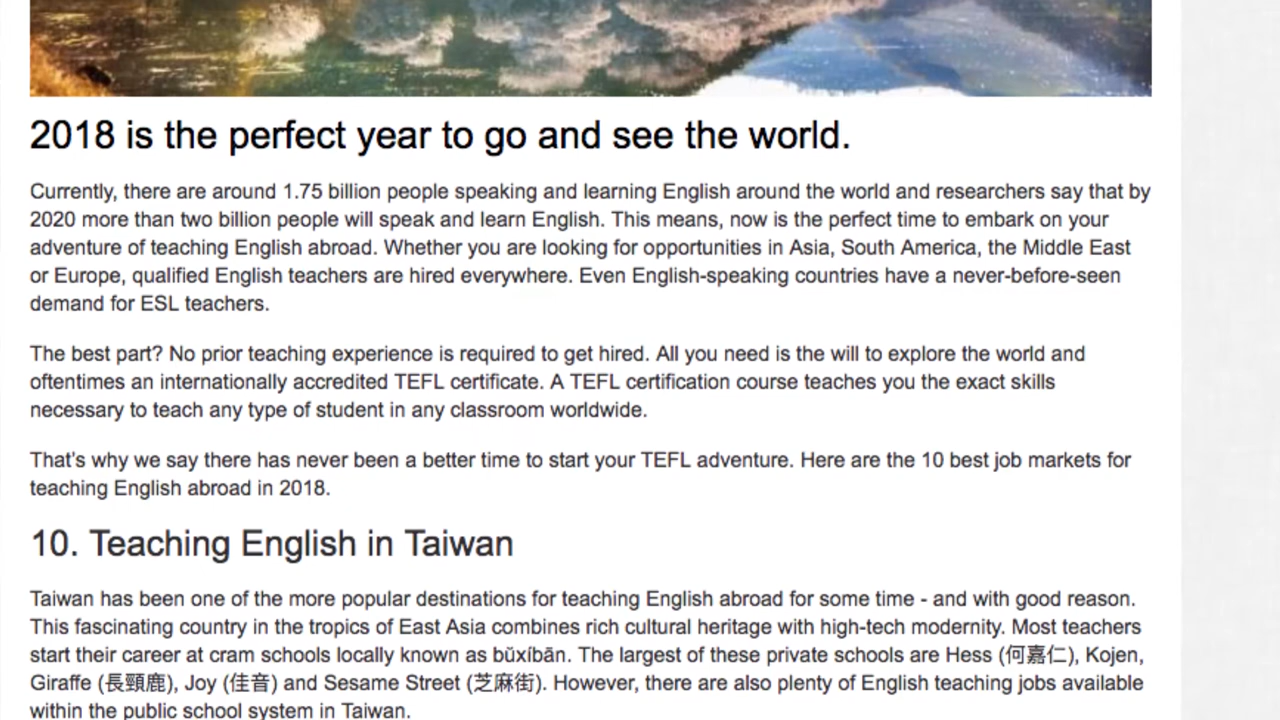 2018 is the perfect year to go and see the world.
Currently, there are around 1.75 billion people speaking and learning English around the world and researchers say that by
2020 more than two billion people will speak and learn English. This means, now is the perfect time to embark on your
adventure of teaching English abroad. Whether you are looking for opportunities in Asia, South America, the Middle East
or Europe, qualified English teachers are hired everywhere. Even English-speaking countries have a never-before-seen
demand for ESL teachers.
The best part? No prior teaching experience is required to get hired. All you need is the will to explore the world and
oftentimes an internationally accredited TEFL certificate. A TEFL certification course teaches you the exact skills
necessary to teach any type of student in any classroom worldwide.
That's why we say there has never been a better time to start your TEFL adventure. Here are the 10 best job markets for
teaching English abroad in 2018.
10. Teaching English in Taiwan
Taiwan has been one of the more popular destinations for teaching English abroad for some time - and with good reason.
This fascinating country in the tropics of East Asia combines rich cultural heritage with high-tech modernity. Most teachers
start their career at cram schools locally known as bŭxíbān. The largest of these private schools are Hess (何嘉仁), Kojen,
Giraffe (長頸鹿), Joy (佳音) and Sesame Street (芝麻街). However, there are also plenty of English teaching jobs available
within the public school system in Taiwan.